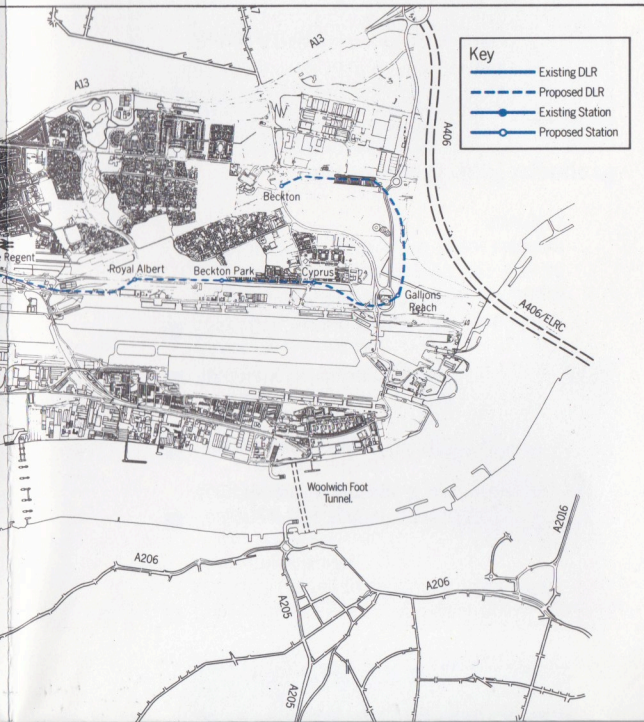 A13
A13
Key
Existing DLR
Proposed DLR
Existing Station
Proposed Station
A406
Beckton
Regent
Royal Albert
Beckton Park
Cyprus
Gallions
Reach
A406/ELRC
Woolwich Foot
Tunnel.
A206
A2016
A206
A205
A205